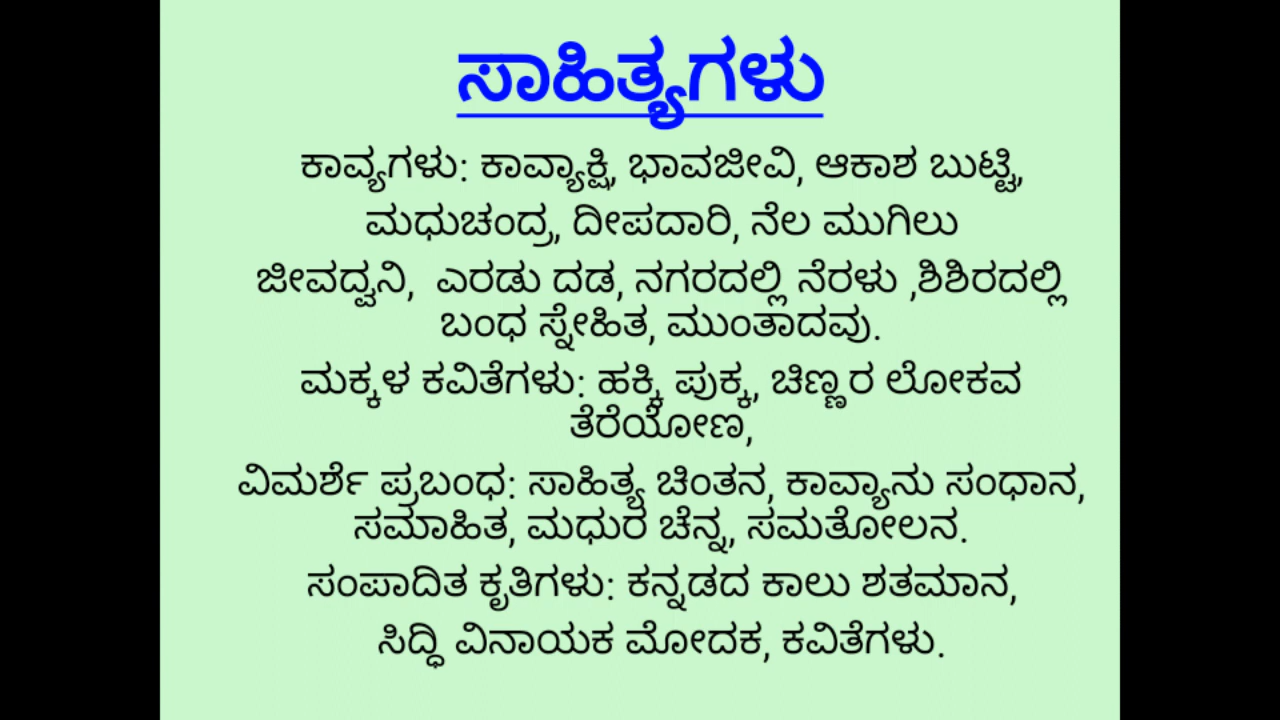 ಸಾಹಿತ್ಯಗಳು
ಕಾವ್ಯಗಳು: ಕಾವ್ಯಾಕ್ಷಿ, ಭಾವಜೀವಿ, ಆಕಾಶ ಬುಟ್ಟಿ,
ಮಧುಚಂದ್ರ, ದೀಪದಾರಿ, ನೆಲ ಮುಗಿಲು
ಜೀವದ್ವನಿ,  ಎರಡು ದಡ, ನಗರದಲ್ಲಿ ನೆರಳು ,ಶಿಶಿರದಲ್ಲಿ
ಬಂಧ ಸ್ನೇಹಿತ, ಮುಂತಾದವು.
ಮಕ್ಕಳ ಕವಿತೆಗಳು: ಹಕ್ಕಿ ಪುಕ್ಕ, ಚಿಣ್ಣರ ಲೋಕವ
ತೆರೆಯೋಣ,
ವಿಮರ್ಶೆ ಪ್ರಬಂಧ: ಸಾಹಿತ್ಯ ಚಿಂತನ, ಕಾವ್ಯಾನು ಸಂಧಾನ,
ಸಮಾಹಿತ, ಮಧುರ ಚೆನ್ನ, ಸಮತೋಲನ.
ಸಂಪಾದಿತ ಕೃತಿಗಳು: ಕನ್ನಡದ ಕಾಲು ಶತಮಾನ,
ಸಿದ್ಧಿ ವಿನಾಯಕ ಮೋದಕ, ಕವಿತೆಗಳು.